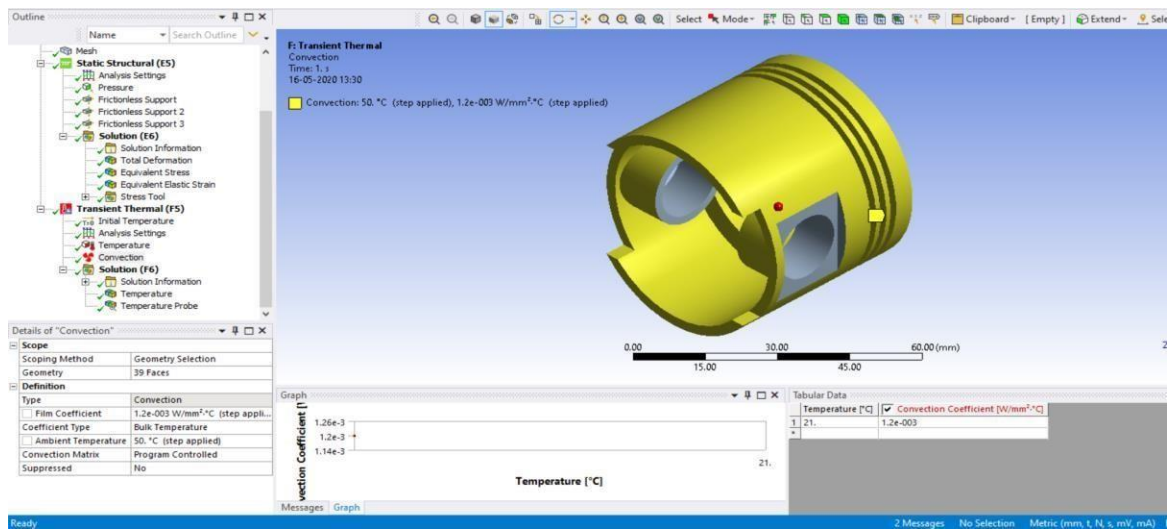 Outline
Name
Search Outline
Select
Mode
Clipboard
[ Empty ]
Extend
Mesh
Static Structural (E5)
Analysis Settings
Pressure
Frictionless Support
Frictionless Support 2
Frictionless Support 3
Solution (E6)
Solution Information
Total Deformation
Equivalent Stress
Equivalent Elastic Strain
Stress Tool
Transient Thermal (F5)
Initial Temperature
Analysis Settings
Temperature
Convection
Solution (F6)
Solution Information
Temperature
Temperature Probe
F: Transient Thermal
Convection
Time: 1. s
16-05-2020 13:30
Convection: 50. °C (step applied), 1.2e-003 W/mm²·°C (step applied)
0.00 30.00 60.00 (mm)
15.00 45.00
Details of "Convection"
Scope
Scoping Method Geometry Selection
Geometry 39 Faces
Definition
Type Convection
Film Coefficient 1.2e-003 W/mm²·°C (step appli...
Coefficient Type Bulk Temperature
Ambient Temperature 50. °C (step applied)
Convection Matrix Program Controlled
Suppressed No
Graph
1.26e-3
1.2e-3
1.14e-3
21.
Temperature [°C]
Messages Graph
Tabular Data
Temperature [°C] Convection Coefficient [W/mm²·°C]
1 21. 1.2e-003
*
Ready
2 Messages No Selection Metric (mm, t, N, s, mV, mA)